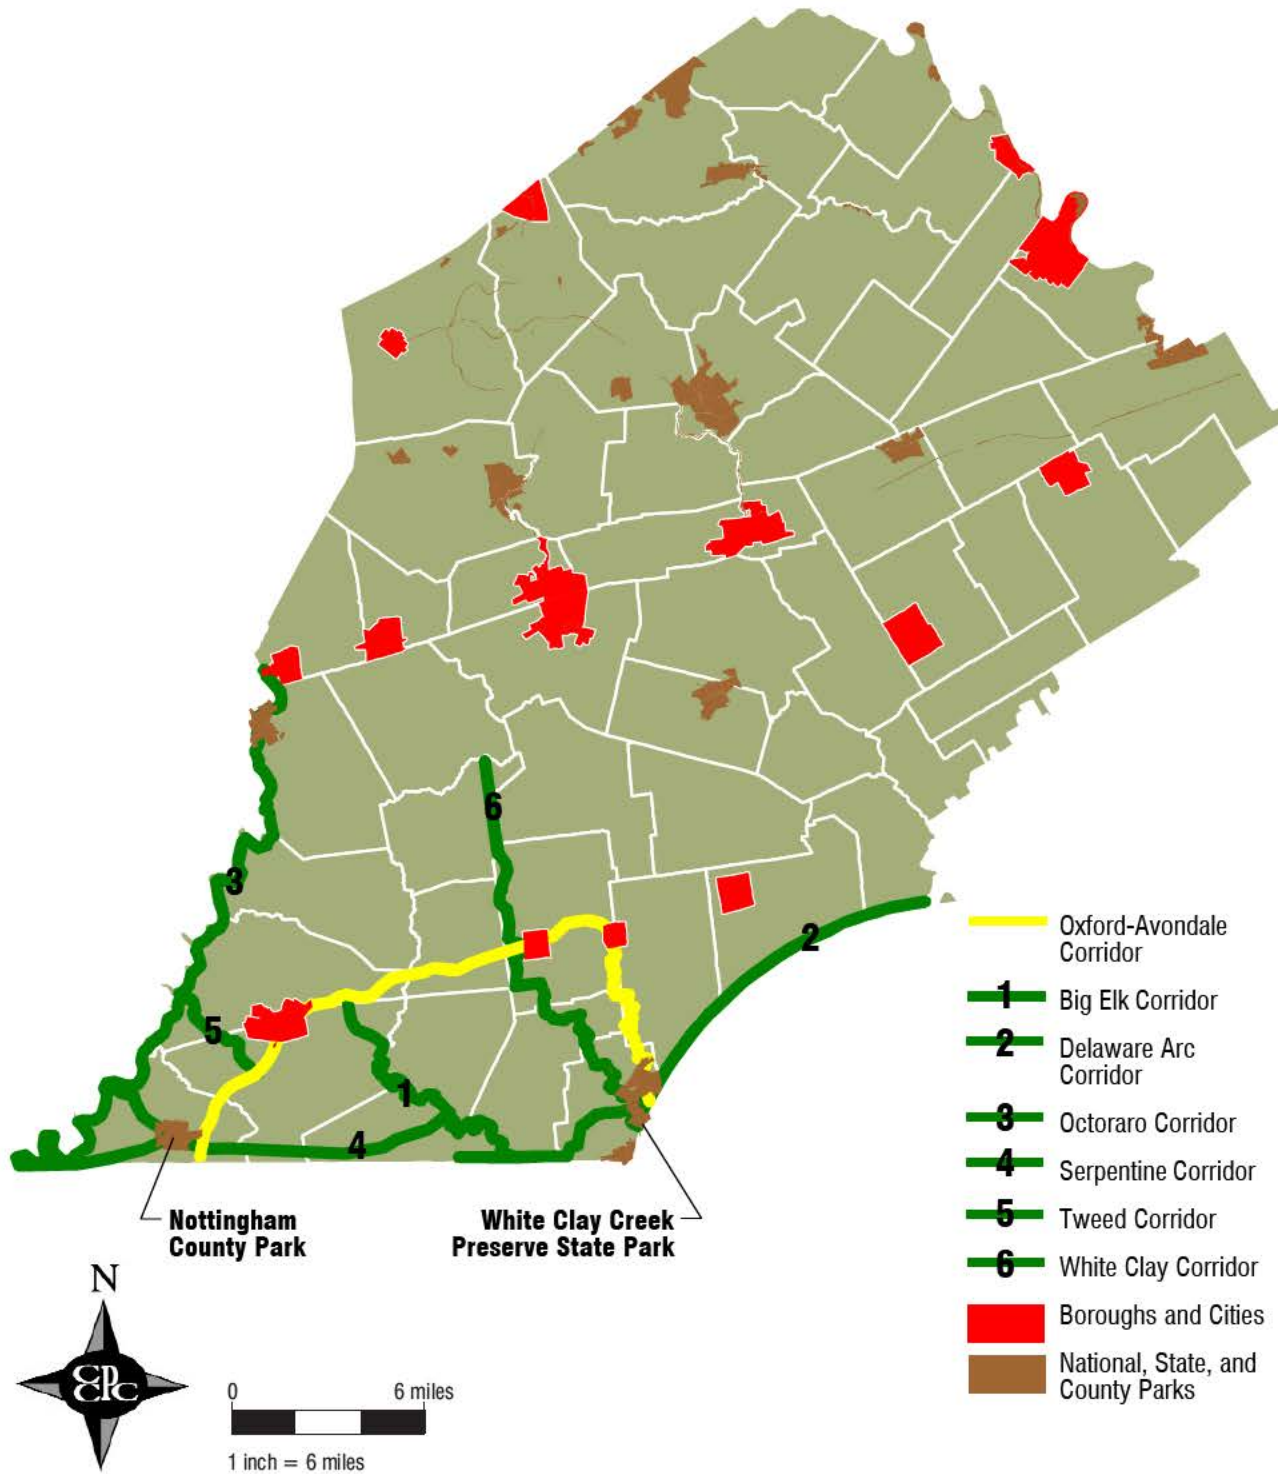 6
3
2
5
1
4
Oxford-Avondale
Corridor
1 Big Elk Corridor
2 Delaware Arc
Corridor
3 Octoraro Corridor
4 Serpentine Corridor
5 Tweed Corridor
6 White Clay Corridor
Boroughs and Cities
National, State, and
County Parks
Nottingham
County Park
White Clay Creek
Preserve State Park
N
CPC
0 6 miles
1 inch = 6 miles